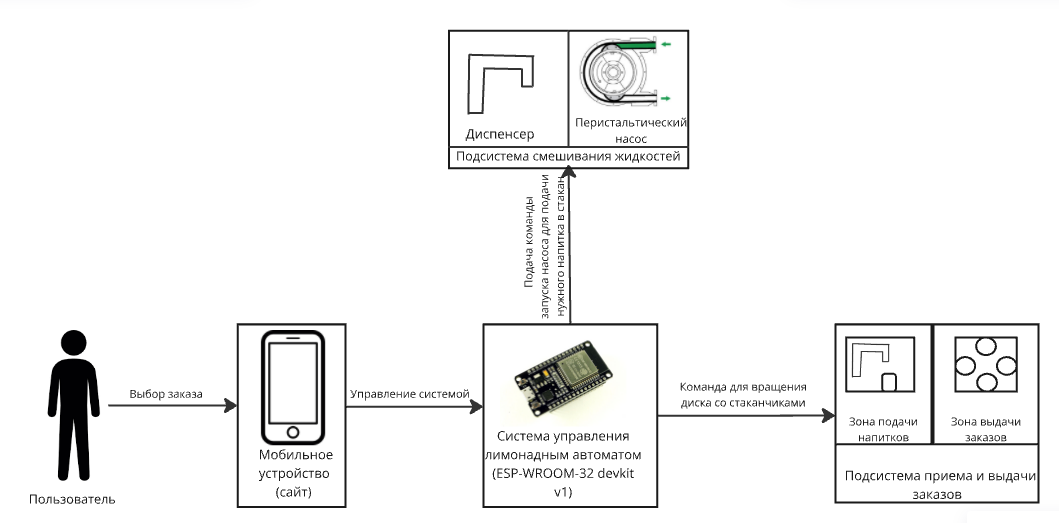 Диспенсер
Перистальтический
насос
Подсистема смешивания жидкостей
Подача команды
запуска насоса для подачи
нужного напитка в стакан
Выбор заказа
Управление системой
Команда для вращения
диска со стаканчиками
Пользователь
Мобильное
устройство
(сайт)
Система управления
лимонадным автоматом
(ESP-WROOM-32 devkit
v1)
Зона подачи
напитков
Зона выдачи
заказов
Подсистема приема и выдачи
заказов